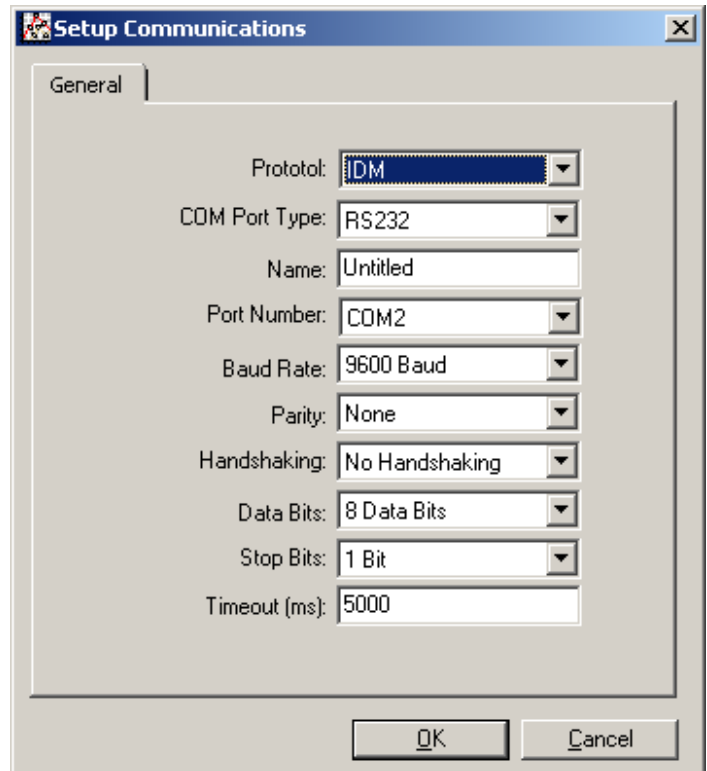 Setup Communications
General
Prototol: IDM
COM Port Type: RS232
Name: Untitled
Port Number: COM2
Baud Rate: 9600 Baud
Parity: None
Handshaking: No Handshaking
Data Bits: 8 Data Bits
Stop Bits: 1 Bit
Timeout (ms): 5000
OK Cancel